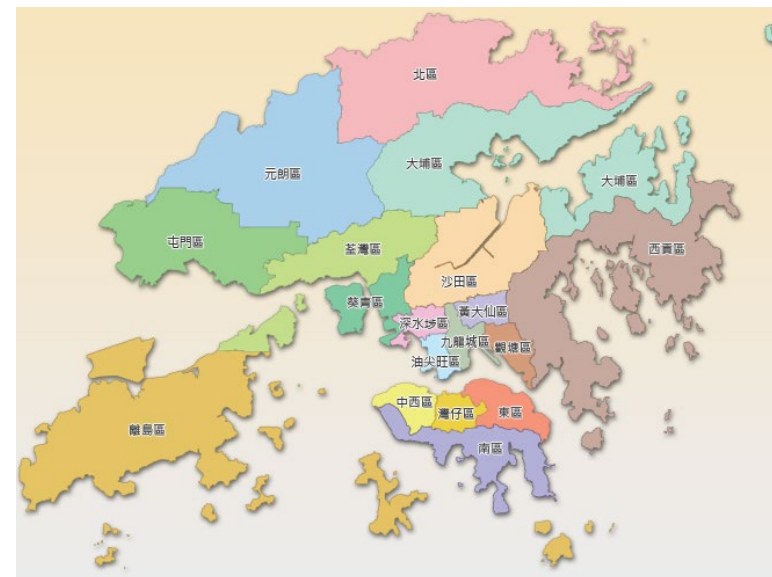 北區
元朗區
大埔區
大埔區
屯門區
荃灣區
西貢區
沙田區
葵青區
黃大仙區
深水埗區
九龍城區
觀塘區
油尖旺區
中西區
灣仔區
東區
離島區
南區